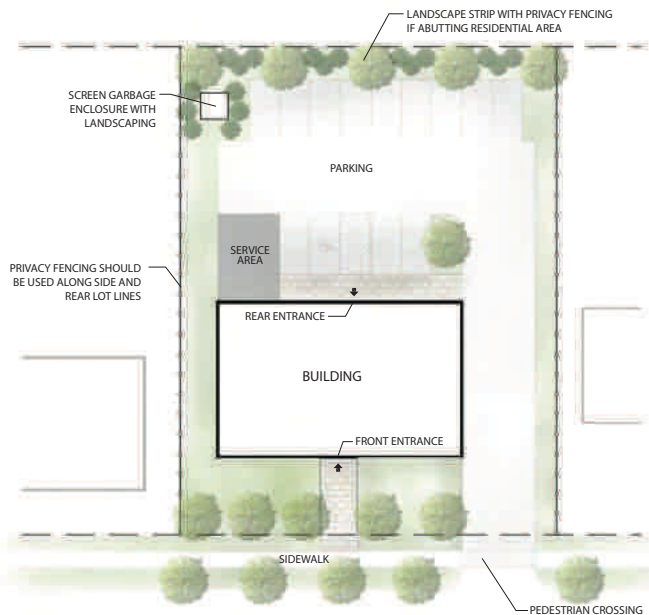 LANDSCAPE STRIP WITH PRIVACY FENCING
IF ABUTTING RESIDENTIAL AREA
SCREEN GARBAGE
ENCLOSURE WITH
LANDSCAPING
PARKING
SERVICE
AREA
PRIVACY FENCING SHOULD
BE USED ALONG SIDE AND
REAR LOT LINES
REAR ENTRANCE
BUILDING
FRONT ENTRANCE
SIDEWALK
PEDESTRIAN CROSSING